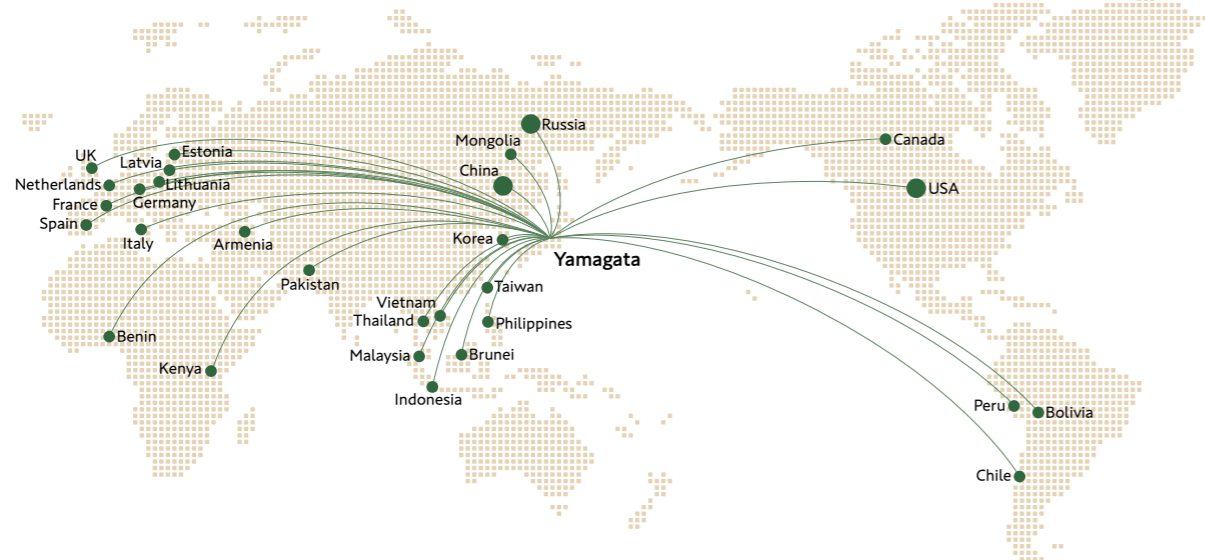 Russia
Canada
Mongolia
UK
Estonia
Latvia
China
Netherlands
Lithuania
USA
Germany
France
Spain
Italy
Armenia
Korea
Yamagata
Pakistan
Taiwan
Vietnam
Thailand
Philippines
Benin
Malaysia
Brunei
Kenya
Indonesia
Peru
Bolivia
Chile